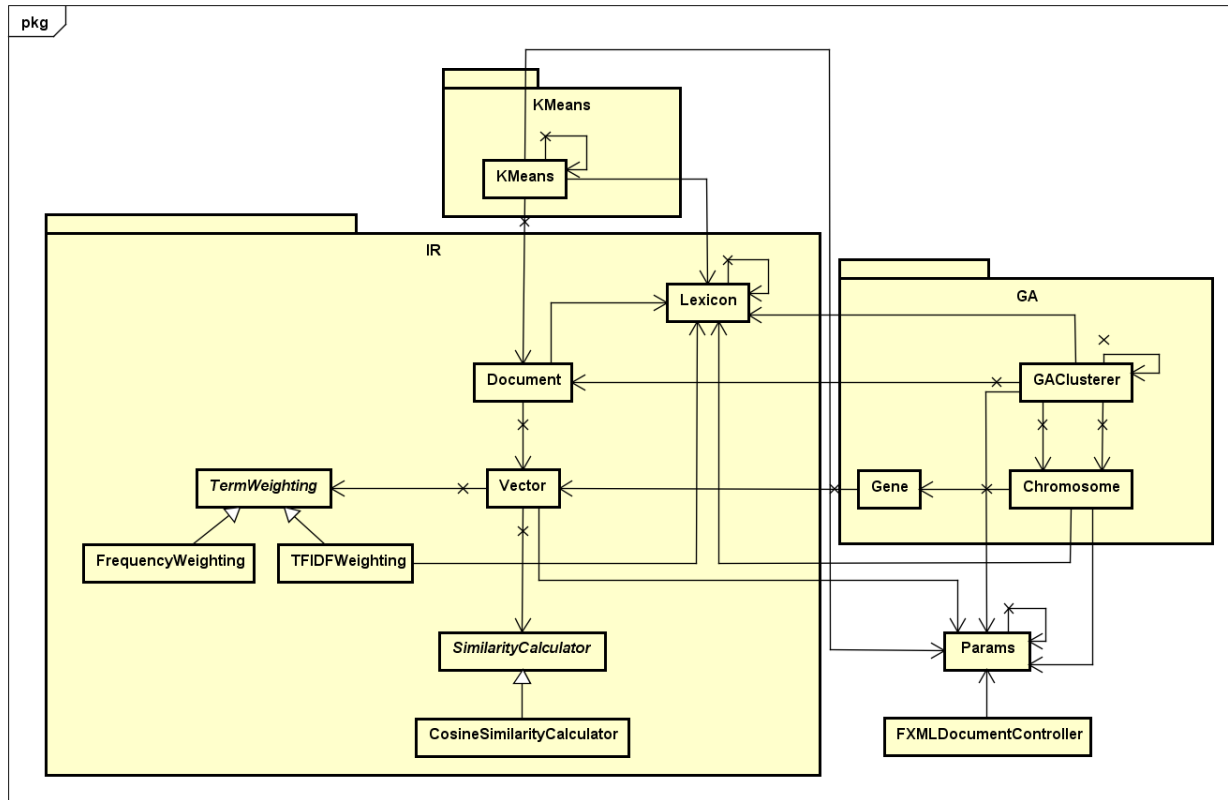 pkg
KMeans
KMeans
IR
Lexicon
GA
Document
GAClusterer
TermWeighting
Vector
Gene
Chromosome
FrequencyWeighting
TFIDFWeighting
SimilarityCalculator
Params
CosineSimilarityCalculator
FXMLDocumentController